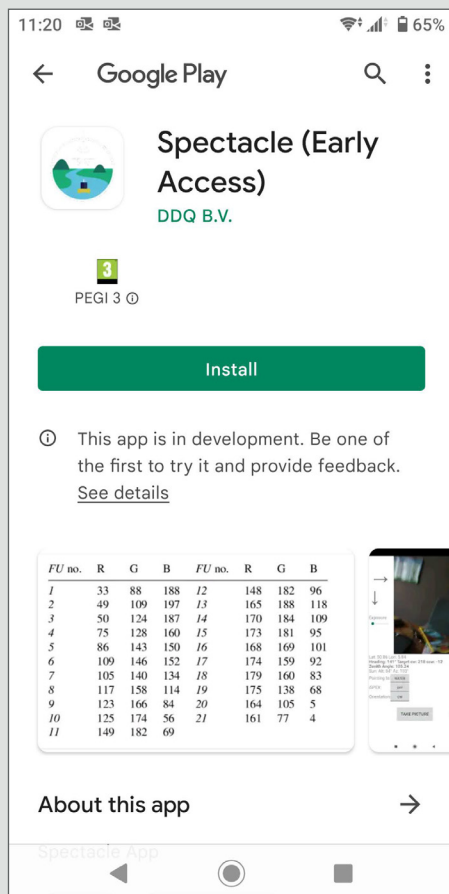 11:20 65%
Google Play
Spectacle (Early
Access)
DDQ B.V.
3
PEGI 3
Install
This app is in development. Be one of
the first to try it and provide feedback.
See details
FU no. R G B FU no. R G B
1 33 88 188 12 148 182 96
2 49 109 197 13 165 188 118
3 50 124 187 14 170 184 109
4 75 128 160 15 173 181 95
5 86 143 150 16 168 169 101
6 109 146 152 17 174 159 92
7 105 140 134 18 179 160 83
8 117 158 114 19 175 138 68
9 123 166 84 20 164 105 5
10 125 174 56 21 161 77 4
11 149 182 69
TAKE PICTURE
About this app
Spectacle App